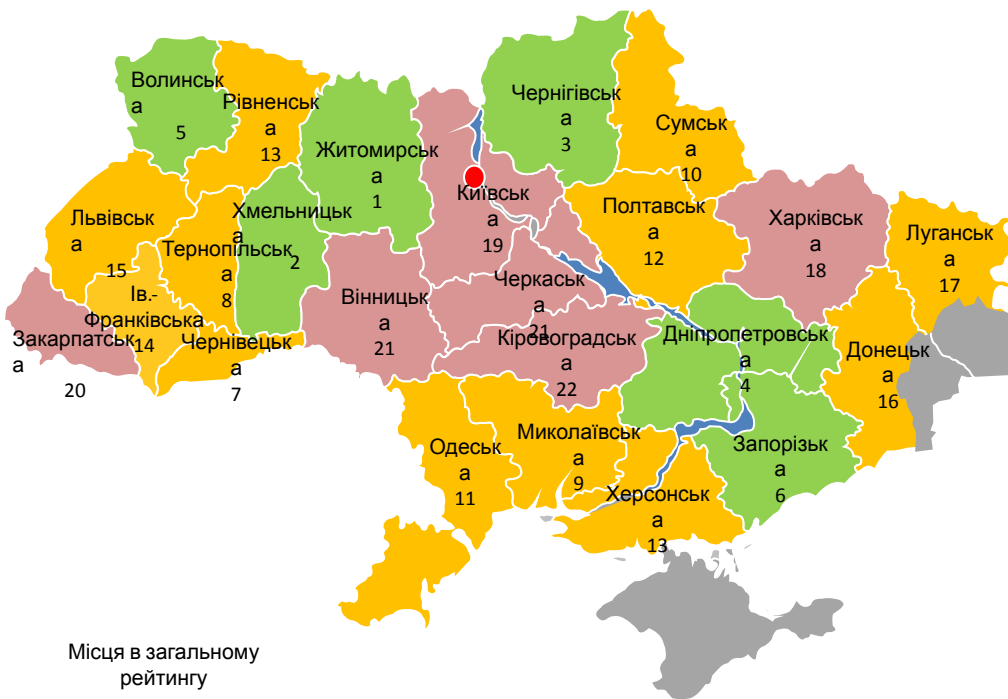 Волинськ
а
5
Рівненськ
а
13
Житомирськ
а
1
Чернігівськ
а
3
Сумськ
а
10
Київськ
а
19
Львівськ
а
15
Тернопільськ
а
8
Хмельницьк
а
2
Полтавськ
а
12
Харківськ
а
18
Луганськ
а
17
Ів.-
Франківська
14
Закарпатськ
а
20
Чернівецьк
а
7
Вінницьк
а
21
Черкаськ
а
21
Кіровоградськ
а
22
Дніпропетровськ
а
4
Донецьк
а
16
Одеськ
а
11
Миколаївськ
а
9
Херсонськ
а
13
Запорізьк
а
6
Місця в загальному
рейтингу